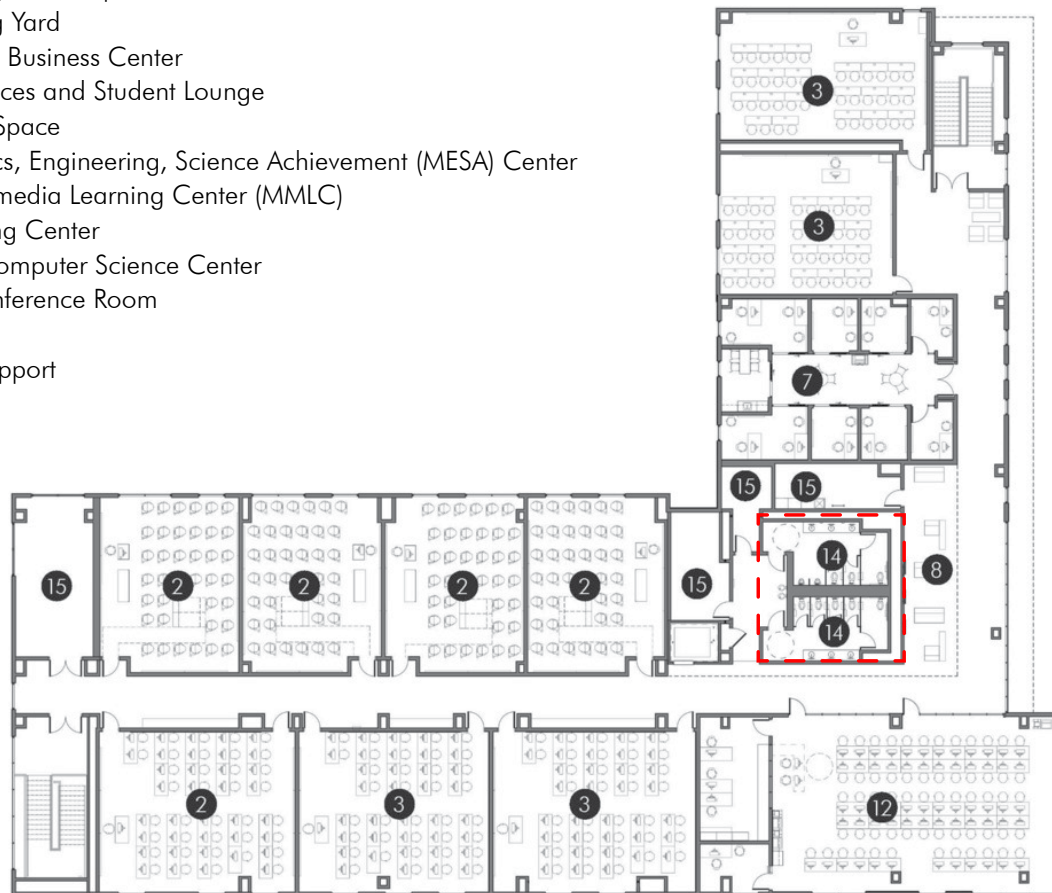 g Yard
Business Center
ces and Student Lounge
Space
cs, Engineering, Science Achievement (MESA) Center
media Learning Center (MMLC)
ng Center
omputer Science Center
nference Room
pport
3
3
7
15
15
14
8
15
2
2
2
2
15
14
2
3
3
12